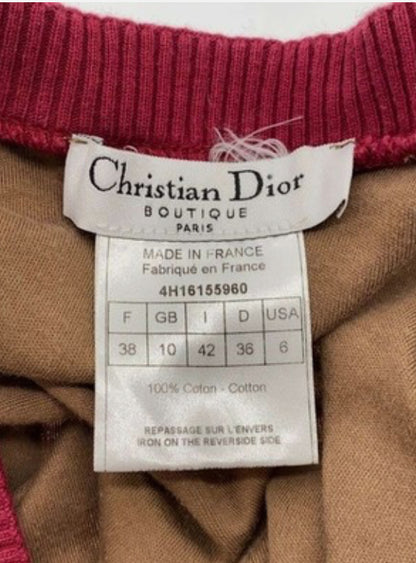 Christian Dior
BOUTIQUE
PARIS
MADE IN FRANCE
Fabriqué en France
4H16155960
F GB I D USA
38 10 42 36 6
100% Coton - Cotton
REPASSAGE SUR L'ENVERS
IRON ON THE REVERSIDE SIDE